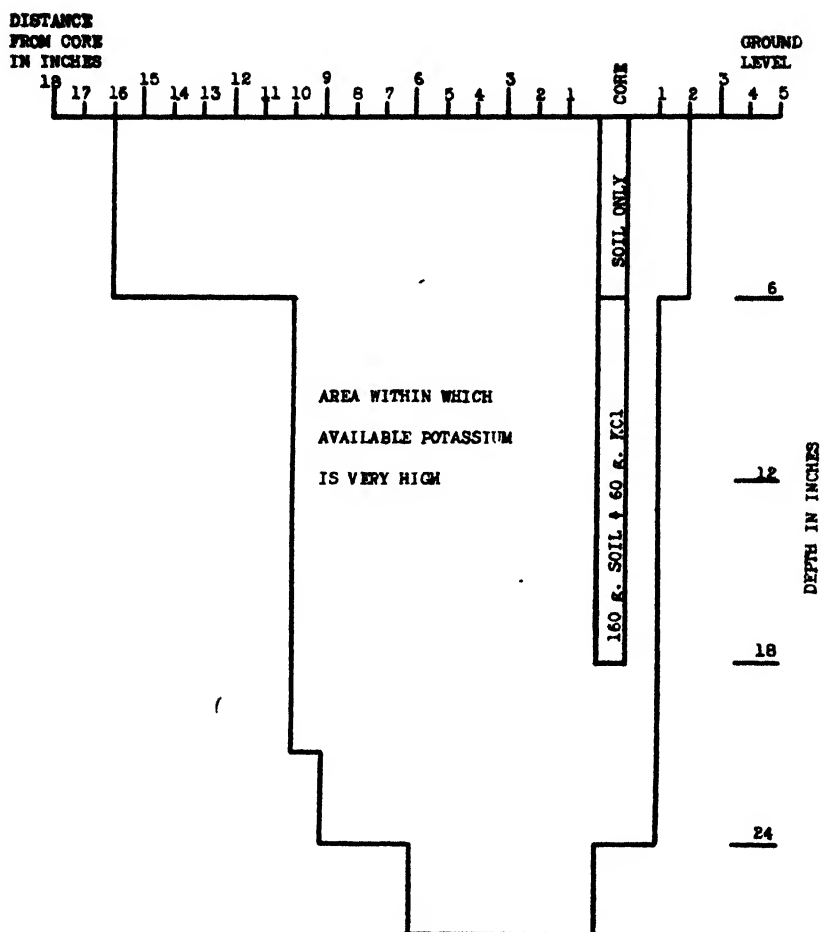 DISTANCE
FROM CORE
IN INCHES
GROUND
LEVEL
18 17 16 15 14 13 12 11 10 9 8 7 6 5 4 3 2 1 CORE 1 2 3 4 5
SOIL ONLY
6
AREA WITHIN WHICH
AVAILABLE POTASSIUM
IS VERY HIGH
160 g. SOIL + 60 g. KCl
12
DEPTH IN INCHES
18
24